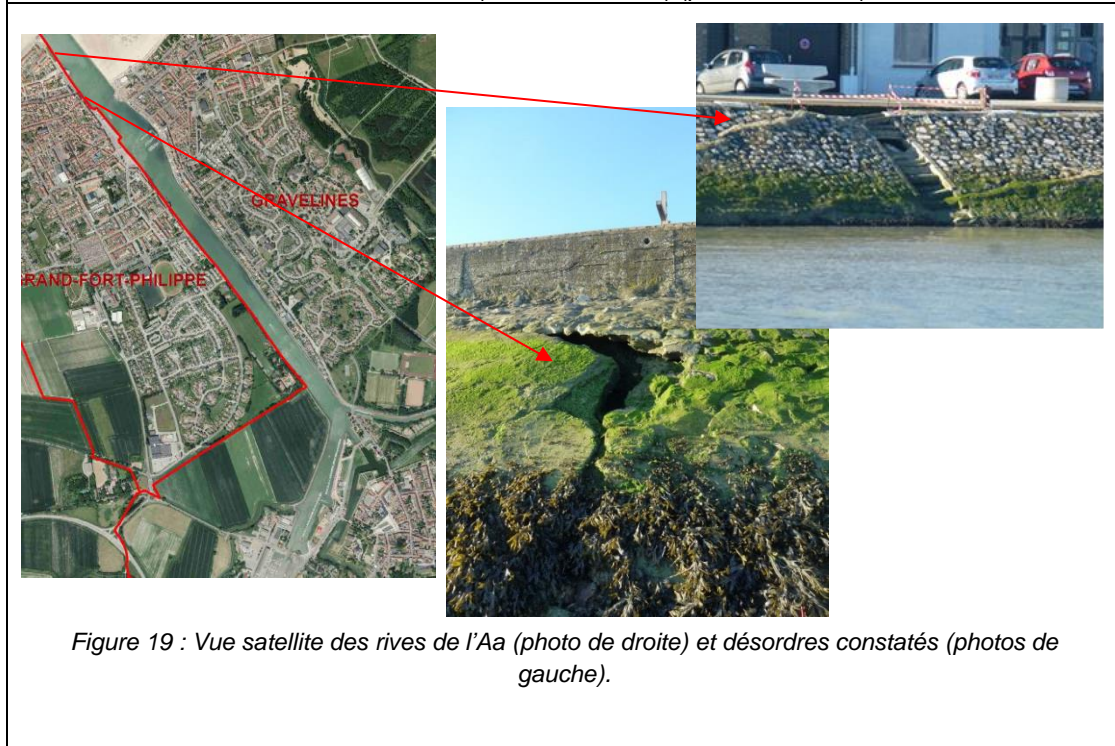 GRAVELINES
GRAND-FORT-PHILIPPE
Figure 19 : Vue satellite des rives de l’Aa (photo de droite) et désordres constatés (photos de
gauche).